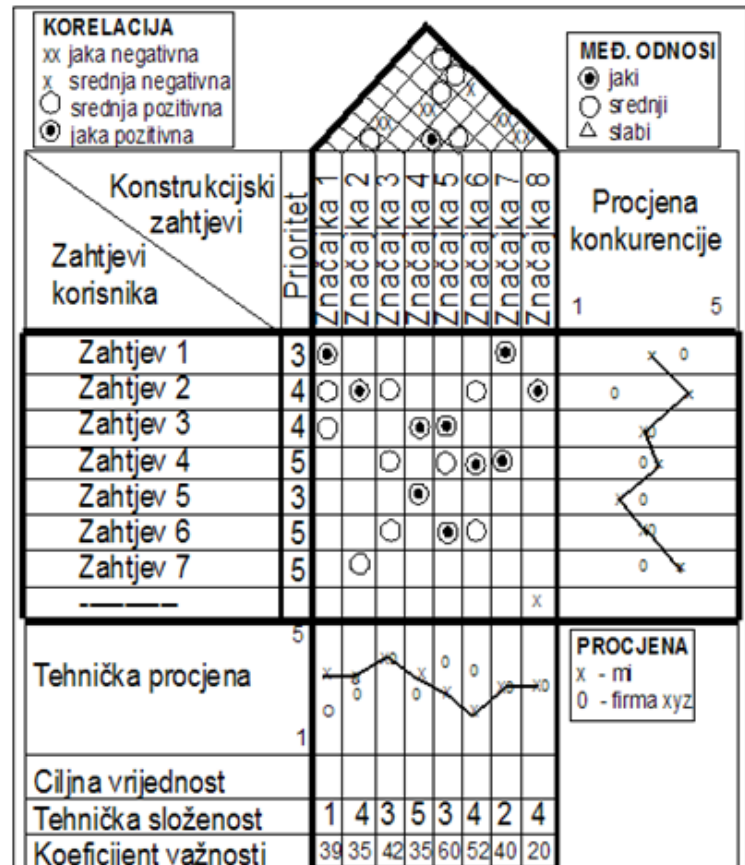 KORELACIJA
xx jaka negativna
x srednja negativna
srednja pozitivna
jaka pozitivna
MEĐ. ODNOSI
jaki
srednji
slabi
Konstrukcijski
zahtjevi
Zahtjevi
korisnika
Prioritet
Značajka 1
Značajka 2
Značajka 3
Značajka 4
Značajka 5
Značajka 6
Značajka 7
Značajka 8
Procjena
konkurencije
1 5
Zahtjev 1 3
Zahtjev 2 4
Zahtjev 3 4
Zahtjev 4 5
Zahtjev 5 3
Zahtjev 6 5
Zahtjev 7 5
x
Tehnička procjena
5
1
PROCJENA
x - mi
0 - firma xyz
Ciljna vrijednost
Tehnička složenost 1 4 3 5 3 4 2 4
Koeficijent važnosti 39 35 42 35 60 52 40 20